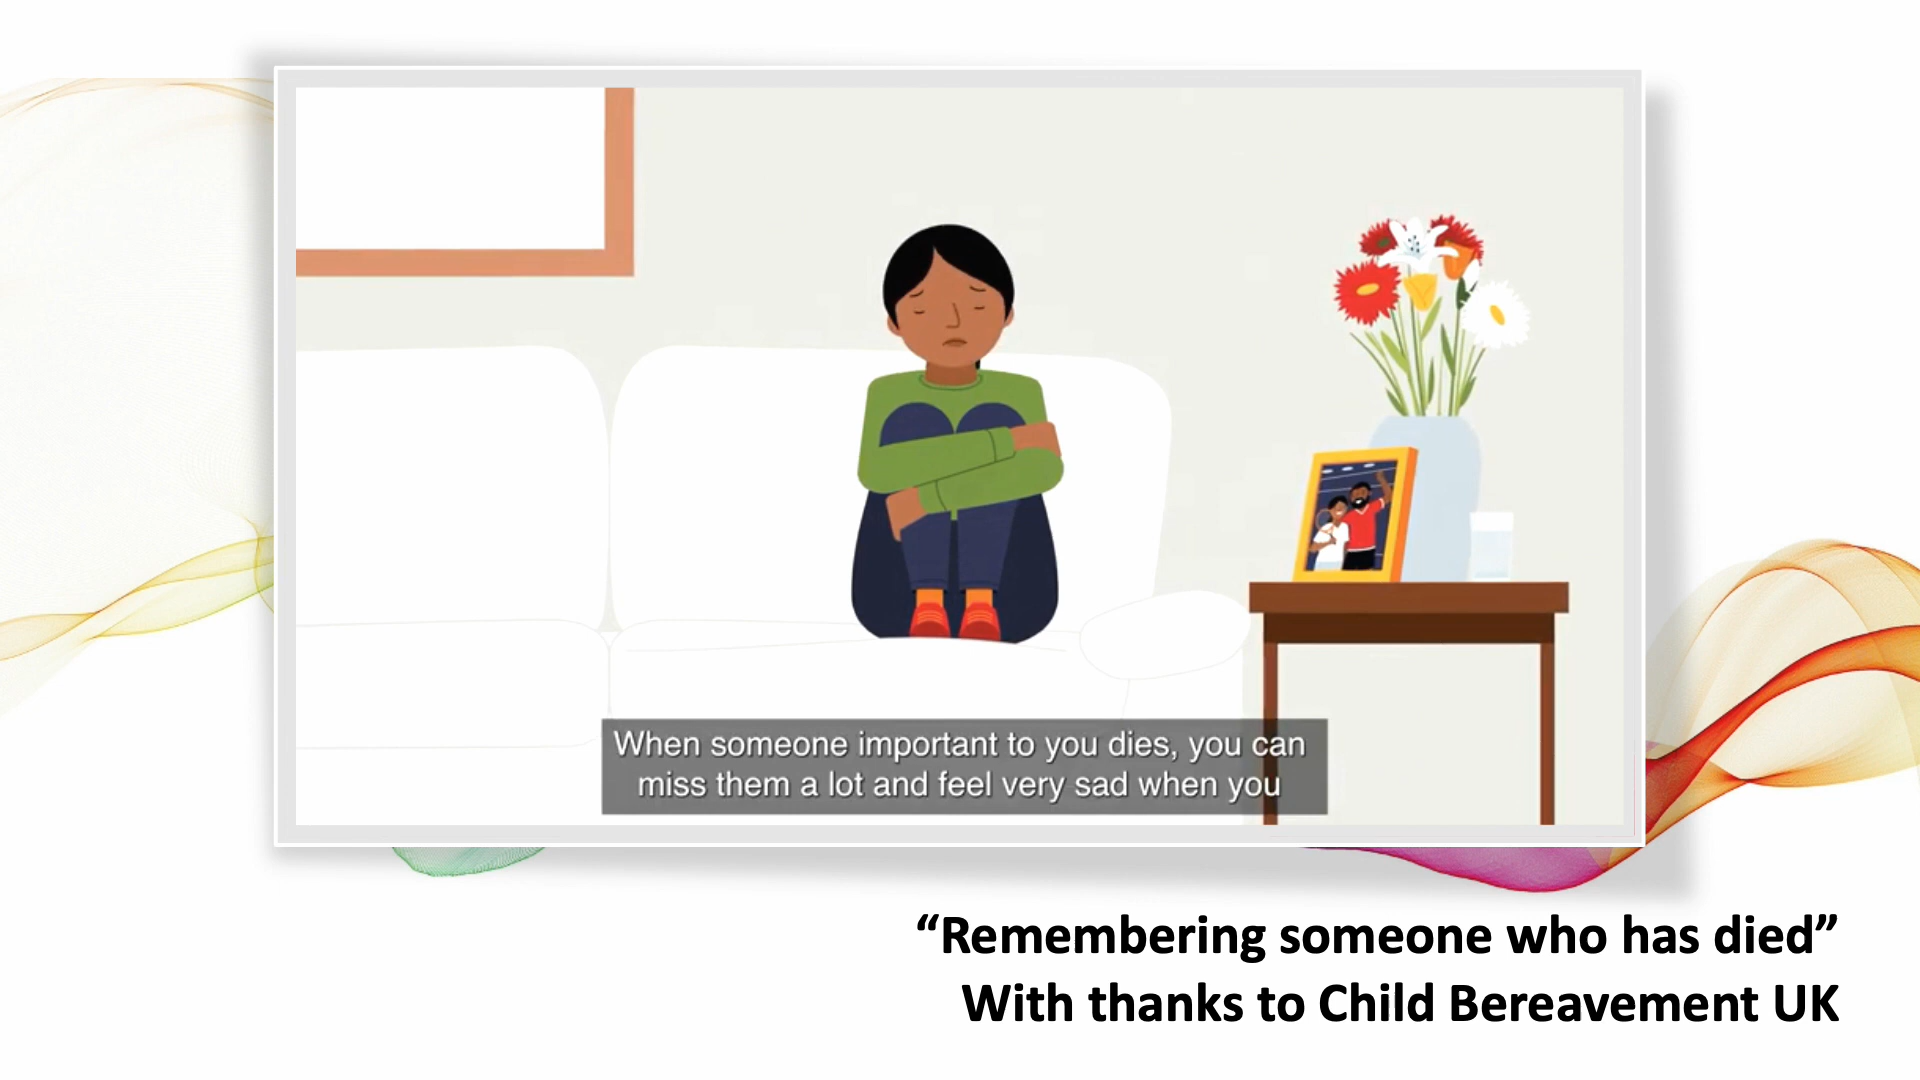 When someone important to you dies, you can
miss them a lot and feel very sad when you
“Remembering someone who has died”
With thanks to Child Bereavement UK